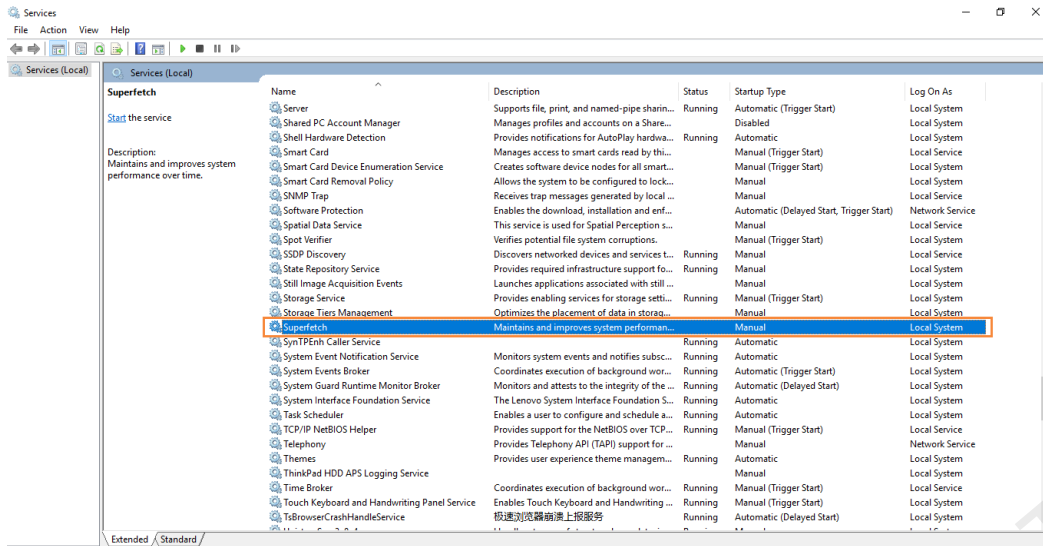 Services
File Action View Help
Services (Local)
Services (Local)
Superfetch
Start the service
Description:
Maintains and improves system
performance over time.
Name Description Status Startup Type Log On As
Server Supports file, print, and named-pipe sharin... Running Automatic (Trigger Start) Local System
Shared PC Account Manager Manages profiles and accounts on a Share... Disabled Local System
Shell Hardware Detection Provides notifications for AutoPlay hardwa... Running Automatic Local System
Smart Card Manages access to smart cards read by thi... Manual (Trigger Start) Local Service
Smart Card Device Enumeration Service Creates software device nodes for all smart... Manual (Trigger Start) Local System
Smart Card Removal Policy Allows the system to be configured to lock... Manual Local System
SNMP Trap Receives trap messages generated by local ... Manual Local Service
Software Protection Enables the download, installation and enf... Automatic (Delayed Start, Trigger Start) Network Service
Spatial Data Service This service is used for Spatial Perception s... Manual Local Service
Spot Verifier Verifies potential file system corruptions. Manual (Trigger Start) Local System
SSDP Discovery Discovers networked devices and services t... Running Manual Local Service
State Repository Service Provides required infrastructure support fo... Running Manual Local System
Still Image Acquisition Events Launches applications associated with still ... Manual Local System
Storage Service Provides enabling services for storage setti... Running Manual (Trigger Start) Local System
Storage Tiers Management Optimizes the placement of data in storag... Manual Local System
Superfetch Maintains and improves system performan... Manual Local System
SynTPEnh Caller Service Running Automatic Local System
System Event Notification Service Monitors system events and notifies subsc... Running Automatic Local System
System Events Broker Coordinates execution of background wor... Running Automatic (Trigger Start) Local System
System Guard Runtime Monitor Broker Monitors and attests to the integrity of the ... Running Automatic (Delayed Start) Local System
System Interface Foundation Service The Lenovo System Interface Foundation S... Running Automatic Local System
Task Scheduler Enables a user to configure and schedule a... Running Automatic Local System
TCP/IP NetBIOS Helper Provides support for the NetBIOS over TCP... Running Manual (Trigger Start) Local Service
Telephony Provides Telephony API (TAPI) support for ... Manual Network Service
Themes Provides user experience theme managem... Running Automatic Local System
ThinkPad HDD APS Logging Service Manual Local System
Time Broker Coordinates execution of background wor... Running Manual (Trigger Start) Local Service
Touch Keyboard and Handwriting Panel Service Enables Touch Keyboard and Handwriting ... Running Manual (Trigger Start) Local System
TsBrowserCrashHandleService 极速浏览器崩溃上报服务 Running Automatic (Delayed Start) Local System
Extended Standard